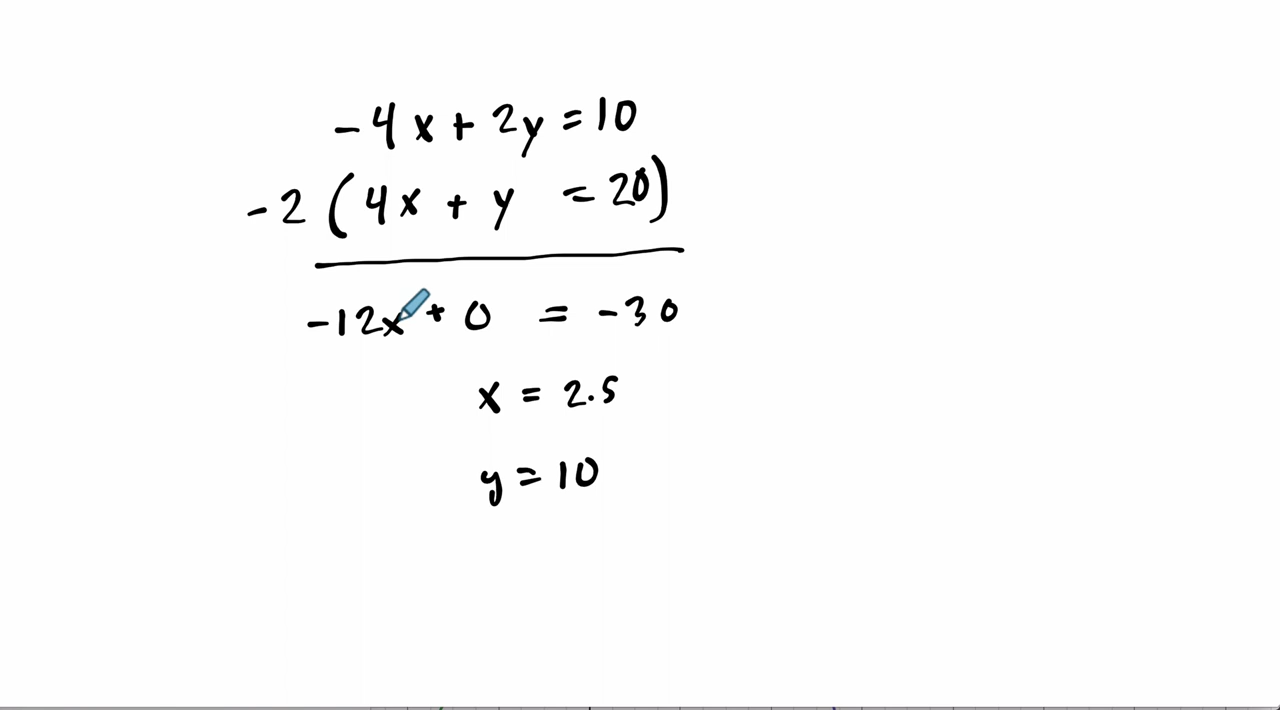 -4x + 2y = 10
-2 (4x + y = 20)
-12x + 0 = -30
x = 2.5
y = 10